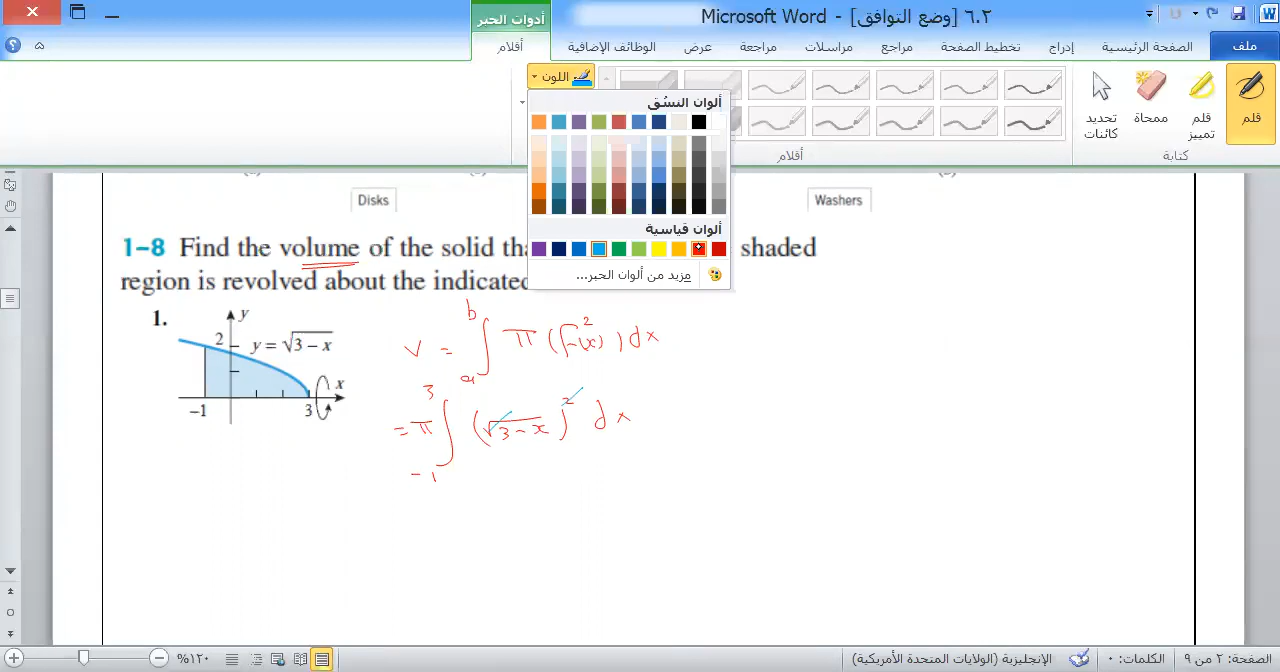 أدوات الحبر
٦.٢ [وضع التوافق] - Microsoft Word
ملف
الصفحة الرئيسية
إدراج
تخطيط الصفحة
مراجع
مراسلات
مراجعة
عرض
الوظائف الإضافية
أقلام
قلم
قلم تمييز
ممحاة
تحديد كائنات
كتابة
أقلام
اللون
ألوان النسُق
ألوان قياسية
مزيد من ألوان الحبر...
Disks
Washers
1–8 Find the volume of the solid tha shaded
region is revolved about the indicated
1.
y
2
y = √3 − x
x
−1
3
V = ∫ₐᵇ π (f(x)²) dx
= π ∫₋₁³ (√3 − x)² dx
الصفحة: ٢ من ٩
الكلمات: ٠
الإنجليزية (الولايات المتحدة الأمريكية)
٪١٢٠